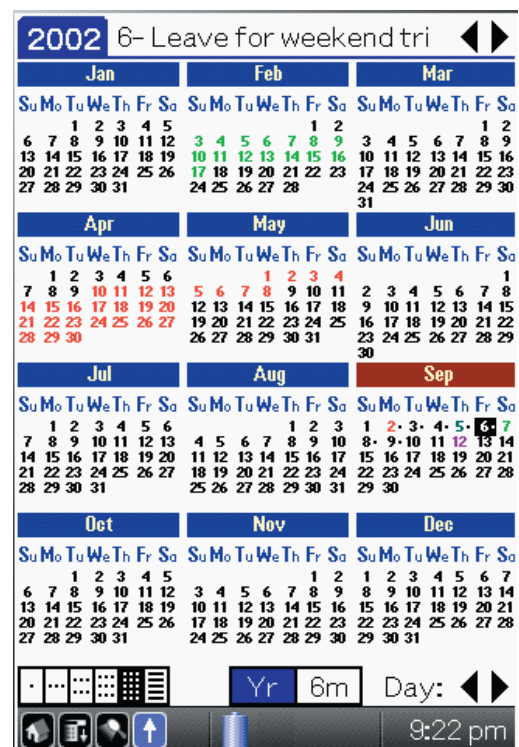 2002 6- Leave for weekend tri
Jan Feb Mar
Su Mo Tu We Th Fr Sa Su Mo Tu We Th Fr Sa Su Mo Tu We Th Fr Sa
1 2 3 4 5 1 2 1 2
6 7 8 9 10 11 12 3 4 5 6 7 8 9 3 4 5 6 7 8 9
13 14 15 16 17 18 19 10 11 12 13 14 15 16 10 11 12 13 14 15 16
20 21 22 23 24 25 26 17 18 19 20 21 22 23 17 18 19 20 21 22 23
27 28 29 30 31 24 25 26 27 28 24 25 26 27 28 29 30
31
Apr May Jun
Su Mo Tu We Th Fr Sa Su Mo Tu We Th Fr Sa Su Mo Tu We Th Fr Sa
1 2 3 4 5 6 1 2 3 4 1
7 8 9 10 11 12 13 5 6 7 8 9 10 11 2 3 4 5 6 7 8
14 15 16 17 18 19 20 12 13 14 15 16 17 18 9 10 11 12 13 14 15
21 22 23 24 25 26 27 19 20 21 22 23 24 25 16 17 18 19 20 21 22
28 29 30 26 27 28 29 30 31 23 24 25 26 27 28 29
30
Jul Aug Sep
Su Mo Tu We Th Fr Sa Su Mo Tu We Th Fr Sa Su Mo Tu We Th Fr Sa
1 2 3 4 5 6 1 2 3 1 2· 3· 4· 5· 6· 7
7 8 9 10 11 12 13 4 5 6 7 8 9 10 8· 9· 10 11 12 13 14
14 15 16 17 18 19 20 11 12 13 14 15 16 17 15 16 17 18 19 20 21
21 22 23 24 25 26 27 18 19 20 21 22 23 24 22 23 24 25 26 27 28
28 29 30 31 25 26 27 28 29 30 31 29 30
Oct Nov Dec
Su Mo Tu We Th Fr Sa Su Mo Tu We Th Fr Sa Su Mo Tu We Th Fr Sa
1 2 3 4 5 1 2 1 2 3 4 5 6 7
6 7 8 9 10 11 12 3 4 5 6 7 8 9 8 9 10 11 12 13 14
13 14 15 16 17 18 19 10 11 12 13 14 15 16 15 16 17 18 19 20 21
20 21 22 23 24 25 26 17 18 19 20 21 22 23 22 23 24 25 26 27 28
27 28 29 30 31 24 25 26 27 28 29 30 29 30 31
Yr 6m Day:
9:22 pm